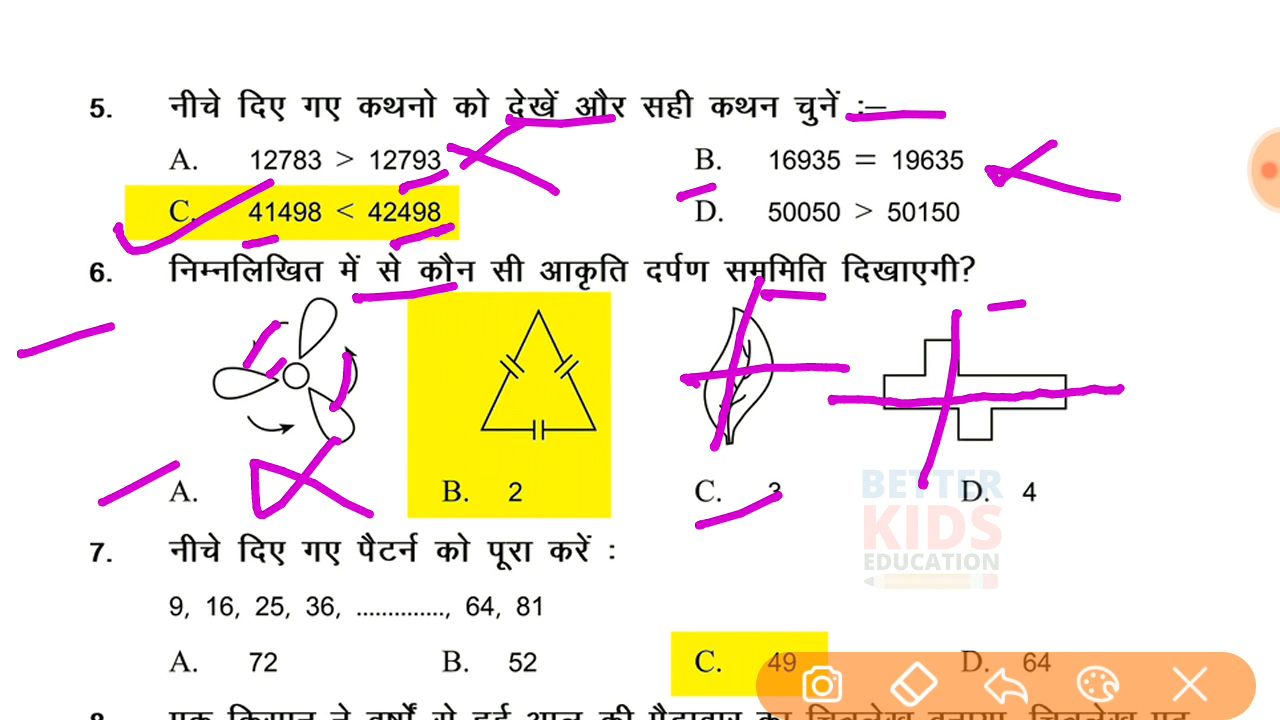 5. नीचे दिए गए कथनो को देखें और सही कथन चुनें :–
A. 12783 > 12793 B. 16935 = 19635
C. 41498 < 42498 D. 50050 > 50150
6. निम्नलिखित में से कौन सी आकृति दर्पण सममिति दिखाएगी?
A. B. 2 C. 3 D. 4
BETTER
KIDS
EDUCATION
7. नीचे दिए गए पैटर्न को पूरा करें :
9, 16, 25, 36, .............., 64, 81
A. 72 B. 52 C. 49 D. 64